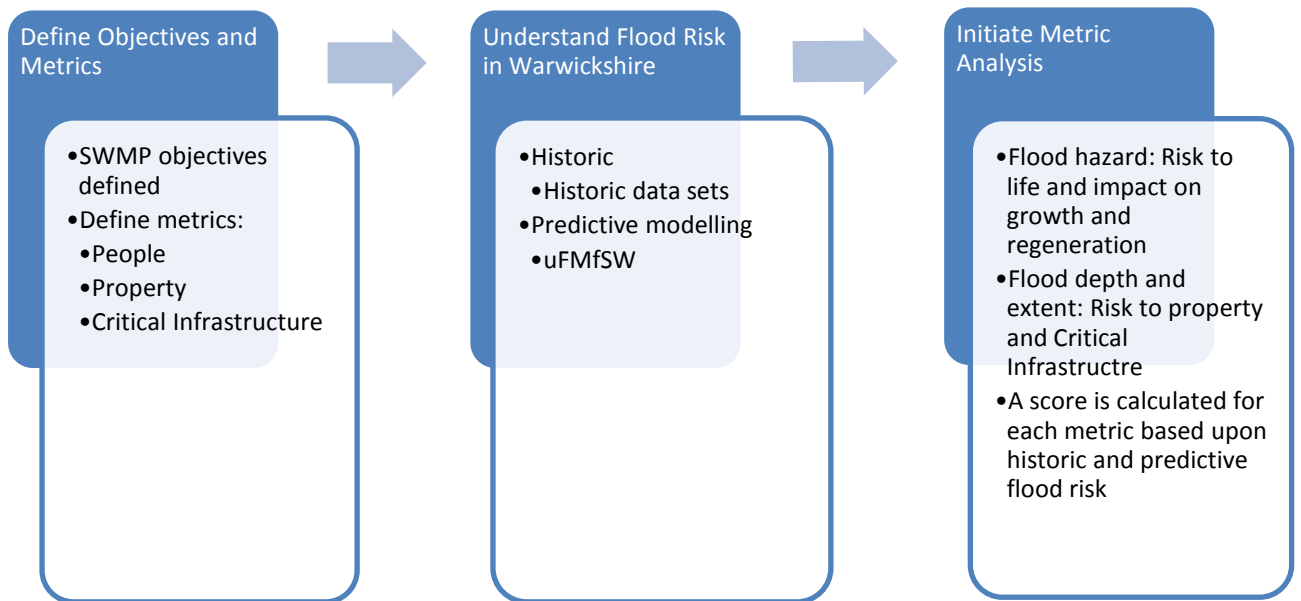 Define Objectives and
Metrics
•SWMP objectives
defined
•Define metrics:
•People
•Property
•Critical Infrastructure
Understand Flood Risk
in Warwickshire
•Historic
•Historic data sets
•Predictive modelling
•uFMfSW
Initiate Metric
Analysis
•Flood hazard: Risk to
life and impact on
growth and
regeneration
•Flood depth and
extent: Risk to property
and Critical
Infrastructre
•A score is calculated for
each metric based upon
historic and predictive
flood risk